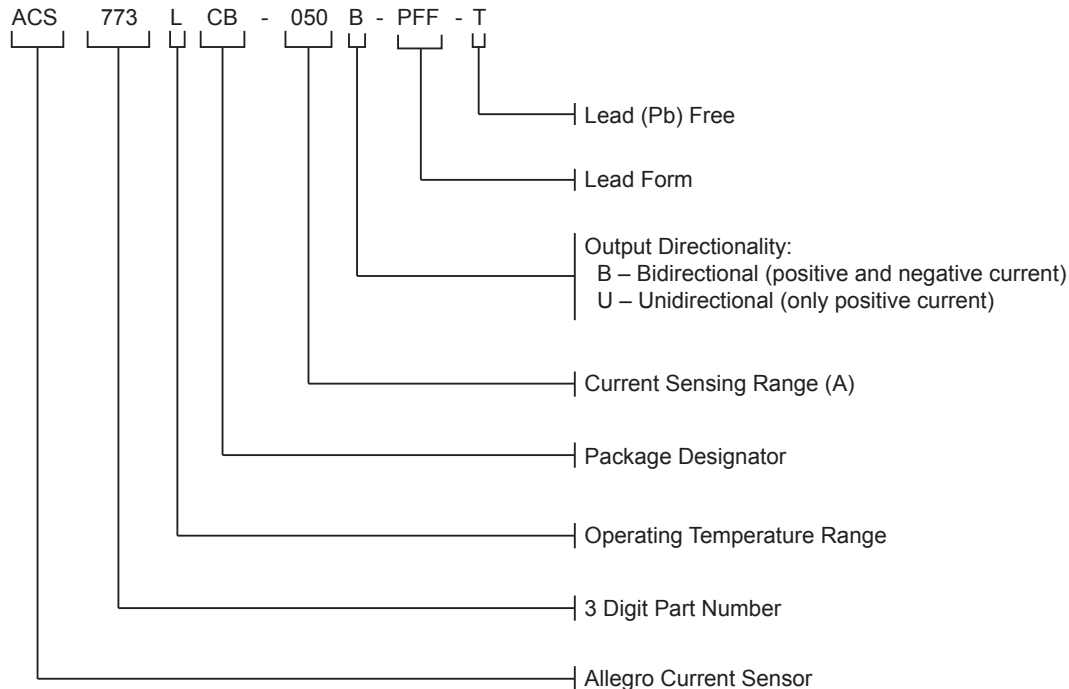 ACS 773 L CB - 050 B - PFF - T
Lead (Pb) Free
Lead Form
Output Directionality:
B – Bidirectional (positive and negative current)
U – Unidirectional (only positive current)
Current Sensing Range (A)
Package Designator
Operating Temperature Range
3 Digit Part Number
Allegro Current Sensor